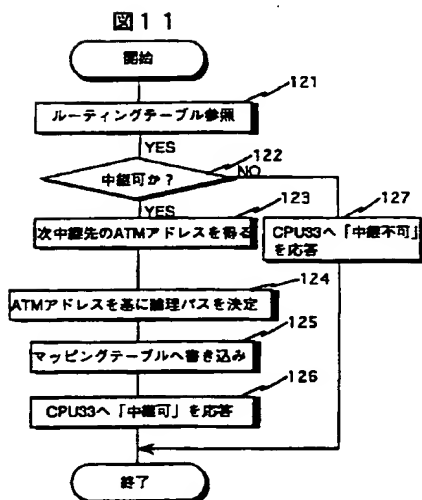 図11
開始
121
ルーティングテーブル参照
YES
122
中継可か？
NO
YES
123
127
次中継先のATMアドレスを得る
CPU33へ「中継不可」
を応答
124
ATMアドレスを基に論理パスを決定
125
マッピングテーブルへ書き込み
126
CPU33へ「中継可」を応答
終了